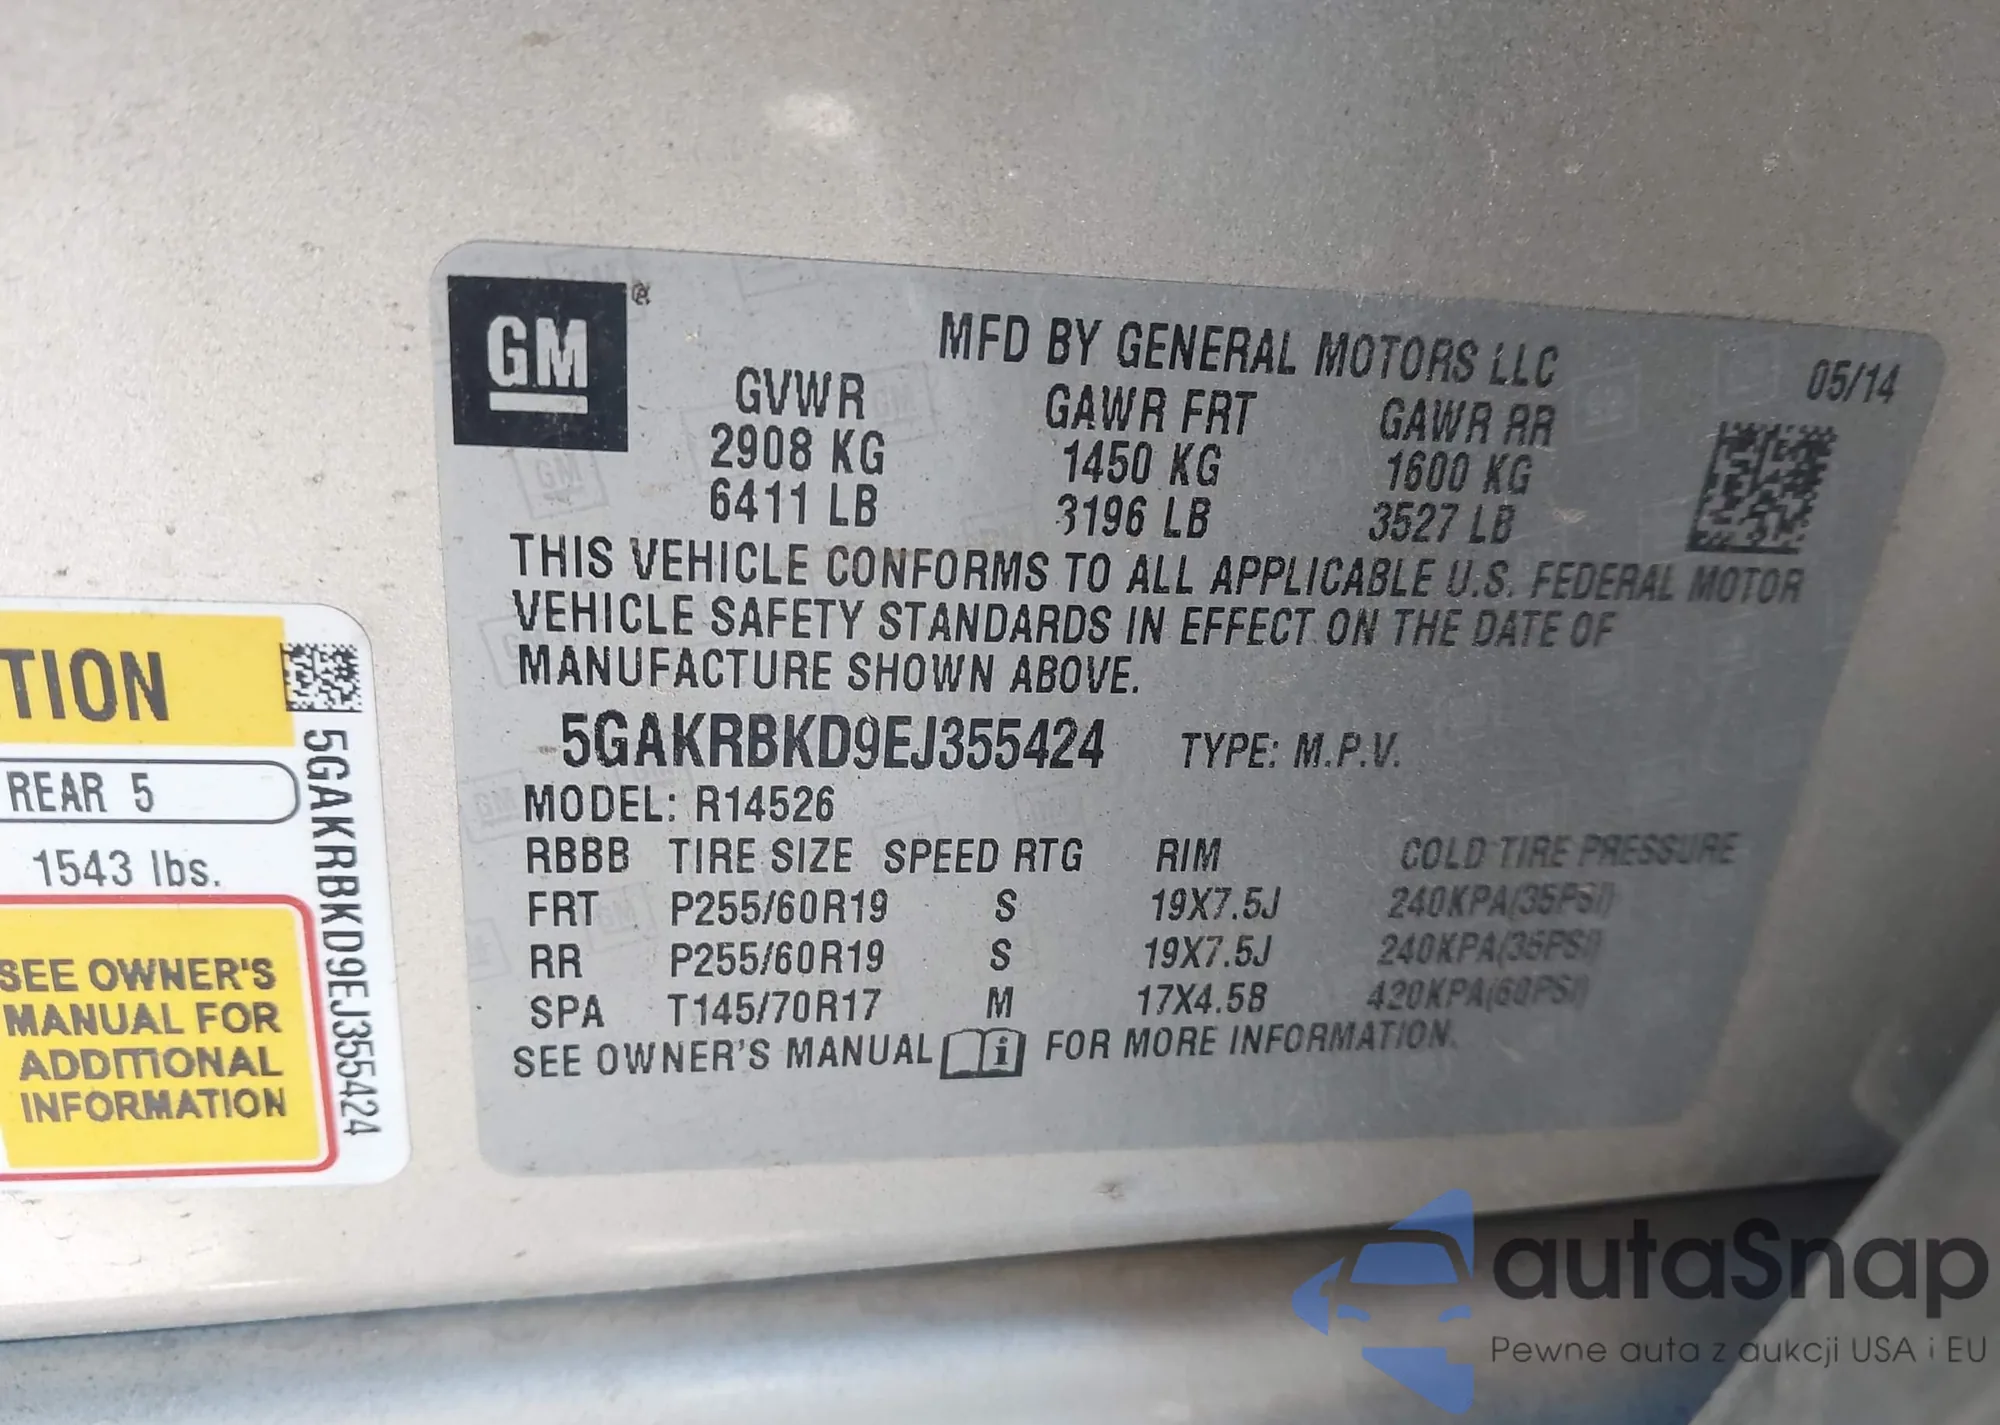 GM
MFD BY GENERAL MOTORS LLC
05/14
GVWR GAWR FRT GAWR RR
2908 KG 1450 KG 1600 KG
6411 LB 3196 LB 3527 LB
THIS VEHICLE CONFORMS TO ALL APPLICABLE U.S. FEDERAL MOTOR
VEHICLE SAFETY STANDARDS IN EFFECT ON THE DATE OF
MANUFACTURE SHOWN ABOVE.
5GAKRBKD9EJ355424 TYPE: M.P.V.
MODEL: R14526
RBBB TIRE SIZE SPEED RTG RIM COLD TIRE PRESSURE
FRT P255/60R19 S 19X7.5J 240KPA(35PSI)
RR P255/60R19 S 19X7.5J 240KPA(35PSI)
SPA T145/70R17 M 17X4.5B 420KPA(60PSI)
SEE OWNER'S MANUAL i FOR MORE INFORMATION.
TION
REAR 5
1543 lbs.
SEE OWNER'S
MANUAL FOR
ADDITIONAL
INFORMATION
5GAKRBKD9EJ355424
autaSnap
Pewne auta z aukcji USA i EU